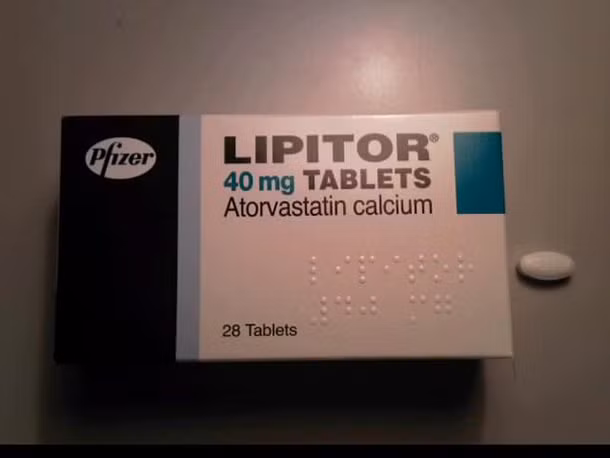 Pfizer
LIPITOR®
40 mg TABLETS
Atorvastatin calcium
28 Tablets